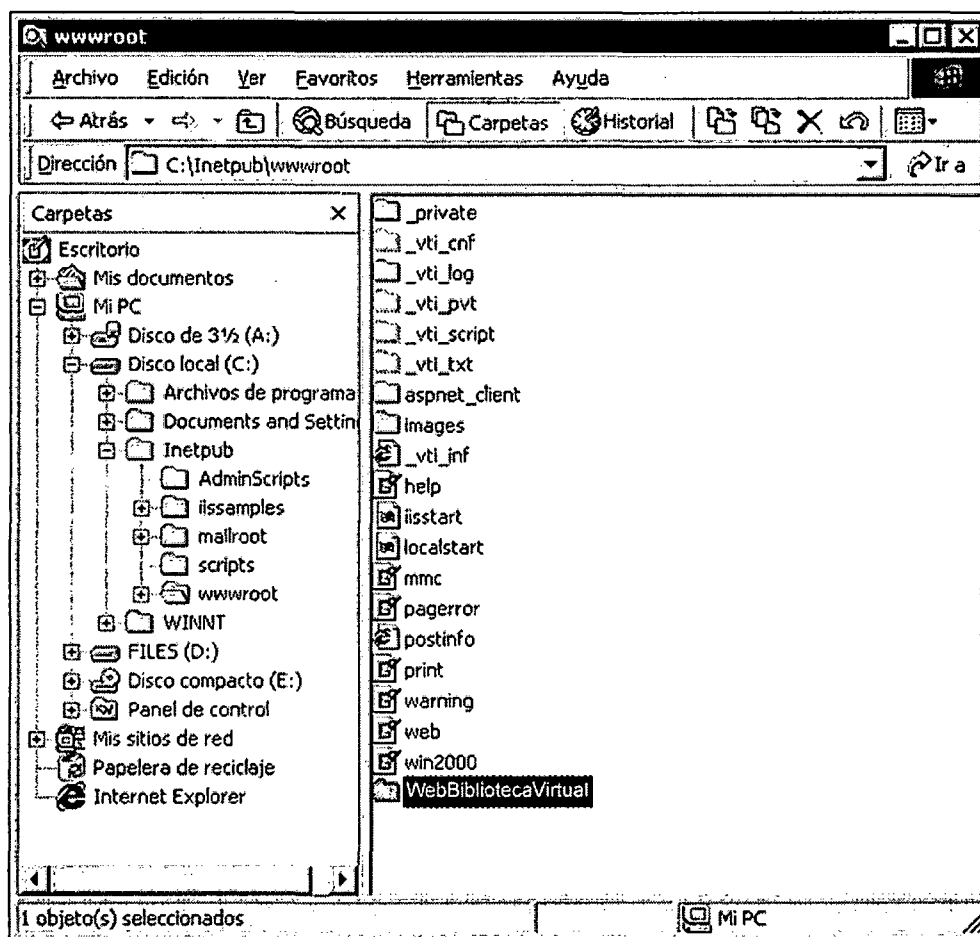 wwwroot
Archivo Edición Ver Favoritos Herramientas Ayuda
Atrás Búsqueda Carpetas Historial
Dirección C:\Inetpub\wwwroot Ir a
Carpetas
Escritorio
Mis documentos
Mi PC
Disco de 3½ (A:)
Disco local (C:)
Archivos de programa
Documents and Settin
Inetpub
AdminScripts
iissamples
mailroot
scripts
wwwroot
WINNT
FILES (D:)
Disco compacto (E:)
Panel de control
Mis sitios de red
Papelera de reciclaje
Internet Explorer
_private
_vti_cnf
_vti_log
_vti_pvt
_vti_script
_vti_txt
aspnet_client
images
_vti_inf
help
iisstart
localstart
mmc
pagerror
postinfo
print
warning
web
win2000
WebBibliotecaVirtual
1 objeto(s) seleccionados Mi PC